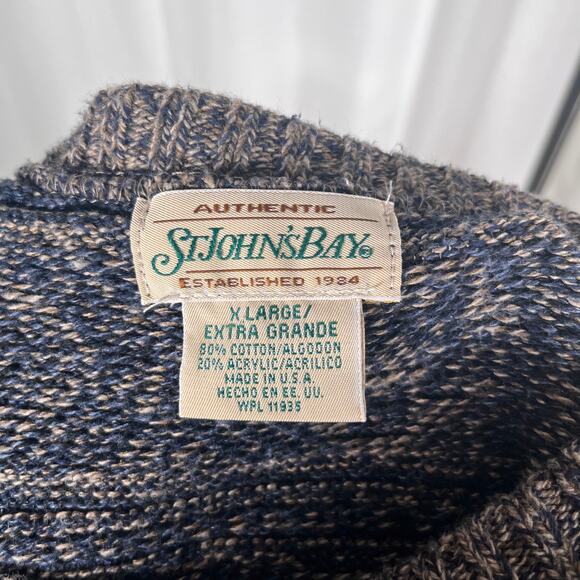 AUTHENTIC
ST.JOHN'S BAY®
ESTABLISHED 1984
X LARGE/
EXTRA GRANDE
80% COTTON/ALGODON
20% ACRYLIC/ACRILICO
MADE IN U.S.A
HECHO EN EE. UU.
WPL 11935